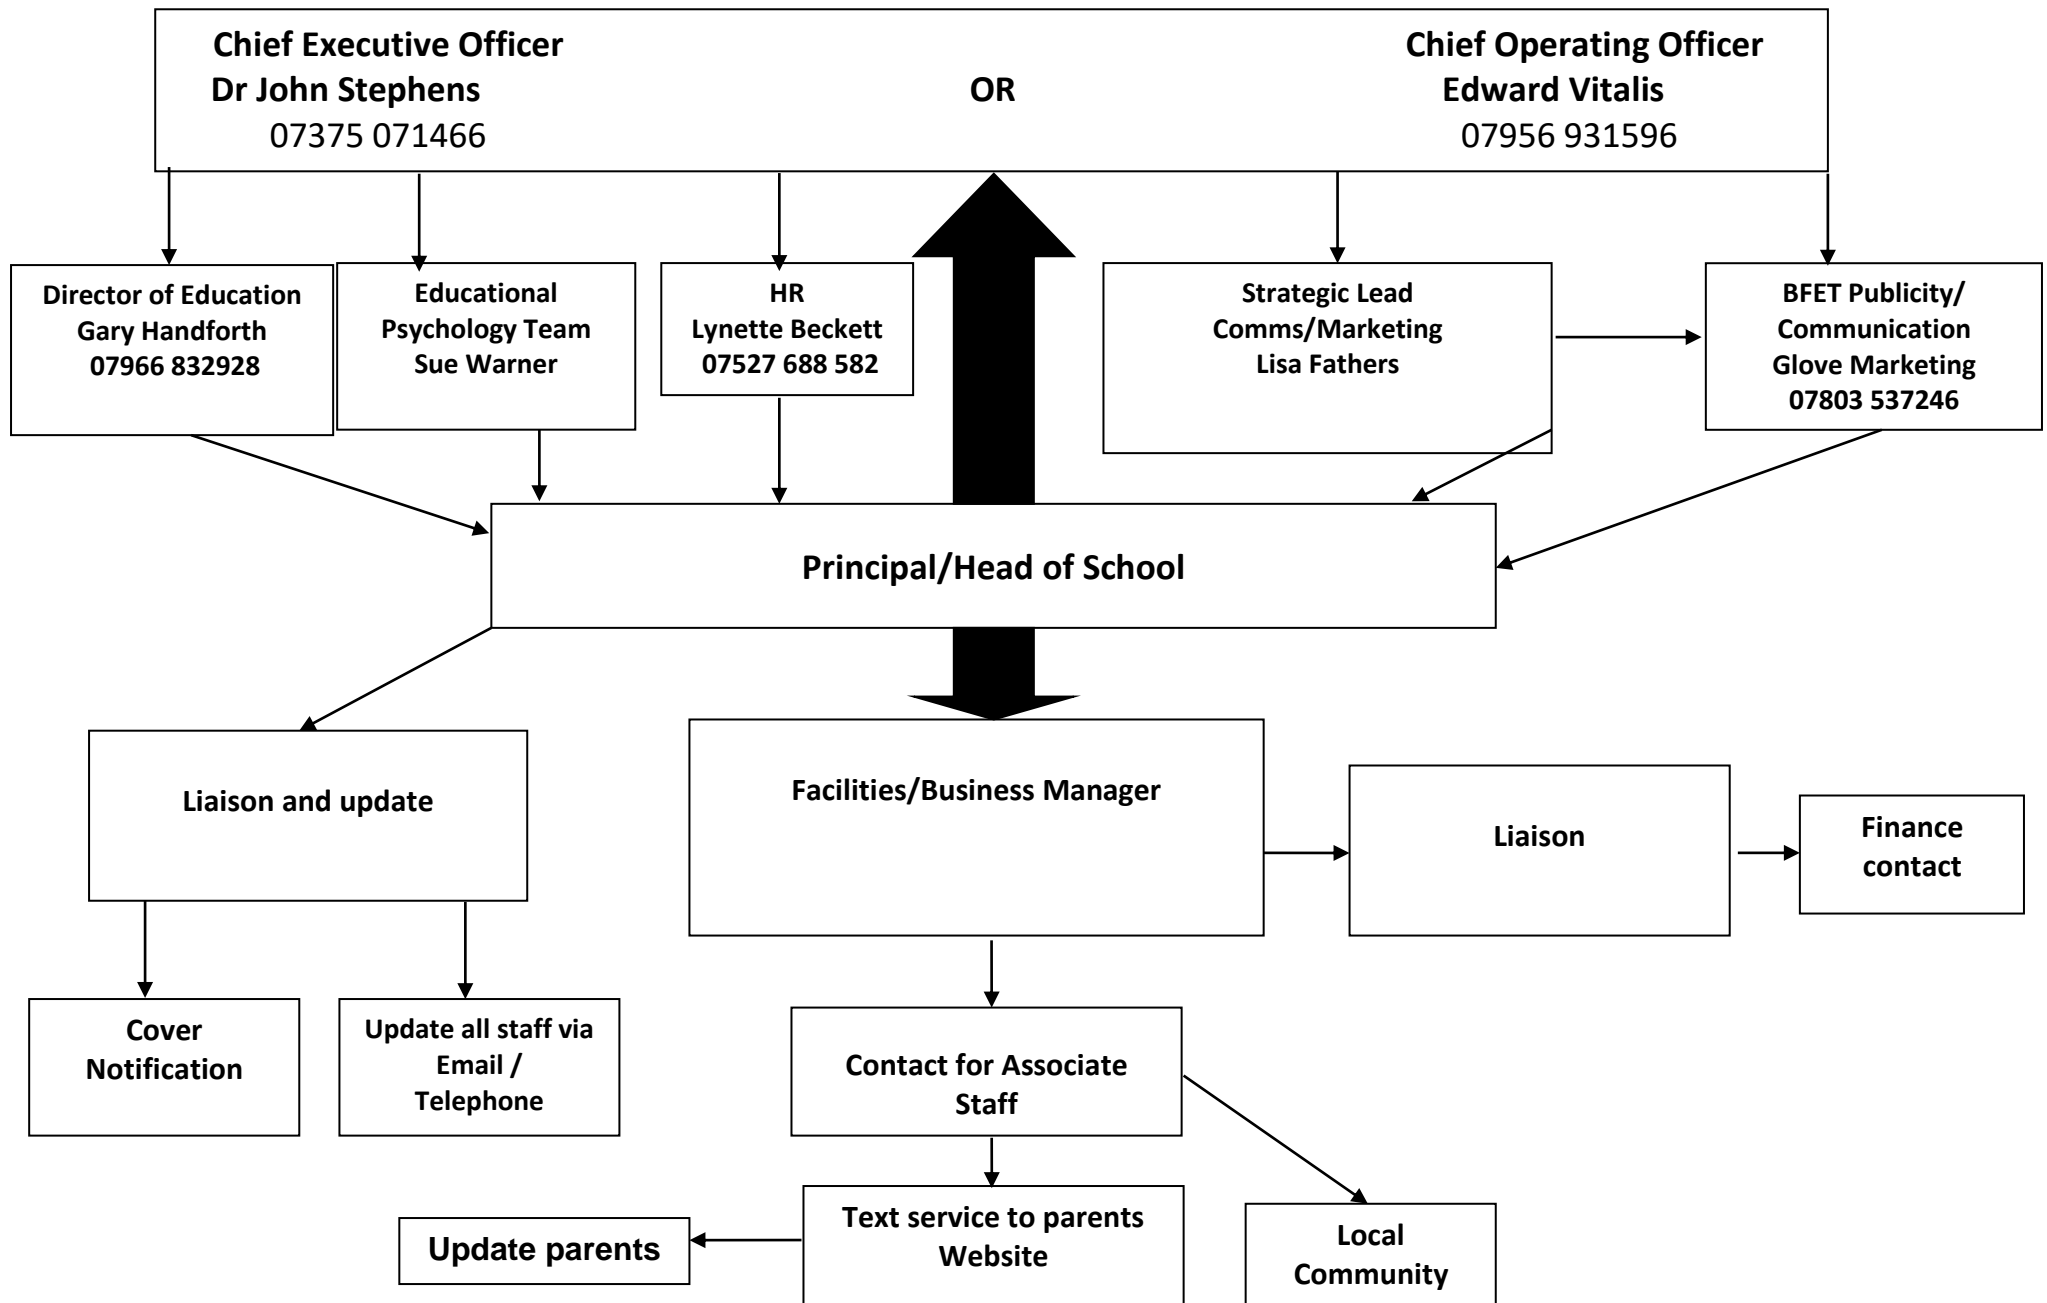 Chief Executive Officer
Dr John Stephens
07375 071466
OR
Chief Operating Officer
Edward Vitalis
07956 931596
Director of Education
Gary Handforth
07966 832928
Educational
Psychology Team
Sue Warner
HR
Lynette Beckett
07527 688 582
Strategic Lead
Comms/Marketing
Lisa Fathers
BFET Publicity/
Communication
Glove Marketing
07803 537246
Principal/Head of School
Liaison and update
Facilities/Business Manager
Liaison
Finance
contact
Cover
Notification
Update all staff via
Email /
Telephone
Contact for Associate
Staff
Update parents
Text service to parents
Website
Local
Community